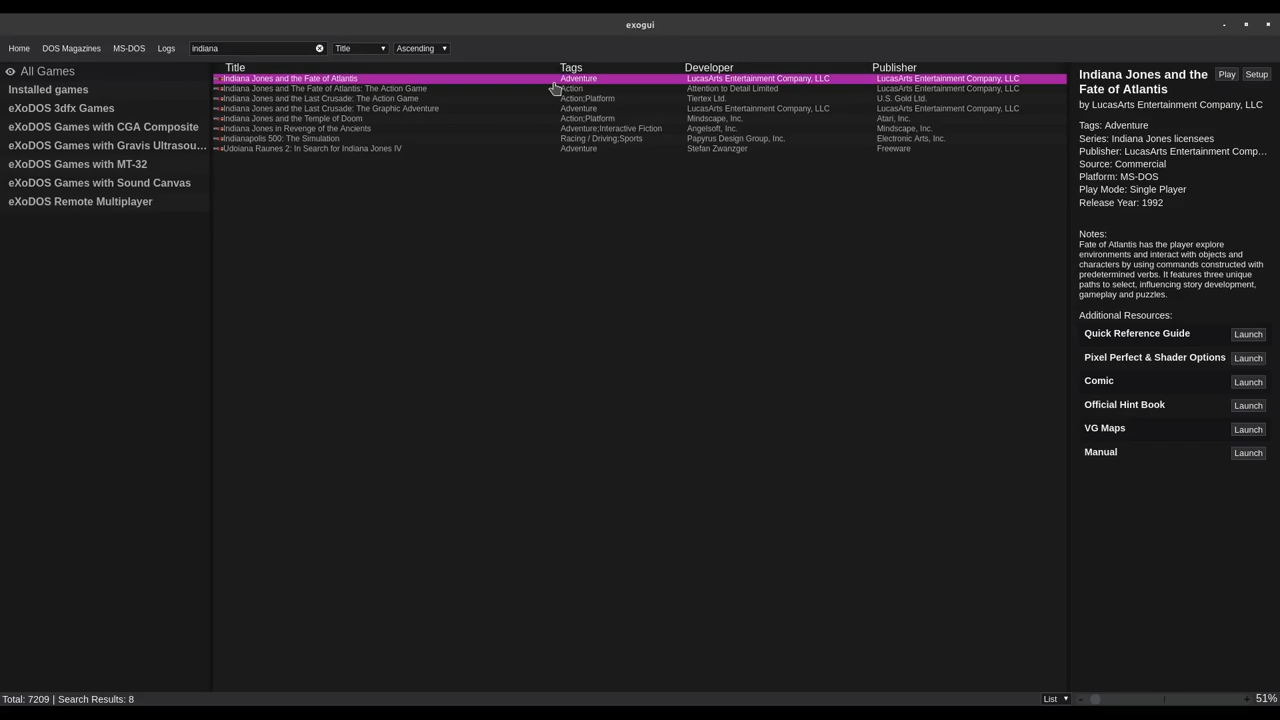 exogui
Home DOS Magazines MS-DOS Logs indiana Title Ascending
All Games
Installed games
eXoDOS 3dfx Games
eXoDOS Games with CGA Composite
eXoDOS Games with Gravis Ultrasou...
eXoDOS Games with MT-32
eXoDOS Games with Sound Canvas
eXoDOS Remote Multiplayer
Title Tags Developer Publisher
Indiana Jones and the Fate of Atlantis Adventure LucasArts Entertainment Company, LLC LucasArts Entertainment Company, LLC
Indiana Jones and The Fate of Atlantis: The Action Game Action Attention to Detail Limited LucasArts Entertainment Company, LLC
Indiana Jones and the Last Crusade: The Action Game Action;Platform Tiertex Ltd. U.S. Gold Ltd.
Indiana Jones and the Last Crusade: The Graphic Adventure Adventure LucasArts Entertainment Company, LLC LucasArts Entertainment Company, LLC
Indiana Jones and the Temple of Doom Action;Platform Mindscape, Inc. Atari, Inc.
Indiana Jones in Revenge of the Ancients Adventure;Interactive Fiction Angelsoft, Inc. Mindscape, Inc.
Indianapolis 500: The Simulation Racing / Driving;Sports Papyrus Design Group, Inc. Electronic Arts, Inc.
Udoiana Raunes 2: In Search for Indiana Jones IV Adventure Stefan Zwanzger Freeware
Indiana Jones and the
Fate of Atlantis
Play Setup
by LucasArts Entertainment Company, LLC
Tags: Adventure
Series: Indiana Jones licensees
Publisher: LucasArts Entertainment Comp...
Source: Commercial
Platform: MS-DOS
Play Mode: Single Player
Release Year: 1992
Notes:
Fate of Atlantis has the player explore
environments and interact with objects and
characters by using commands constructed with
predetermined verbs. It features three unique
paths to select, influencing story development,
gameplay and puzzles.
Additional Resources:
Quick Reference Guide Launch
Pixel Perfect & Shader Options Launch
Comic Launch
Official Hint Book Launch
VG Maps Launch
Manual Launch
Total: 7209 | Search Results: 8
List - + 51%